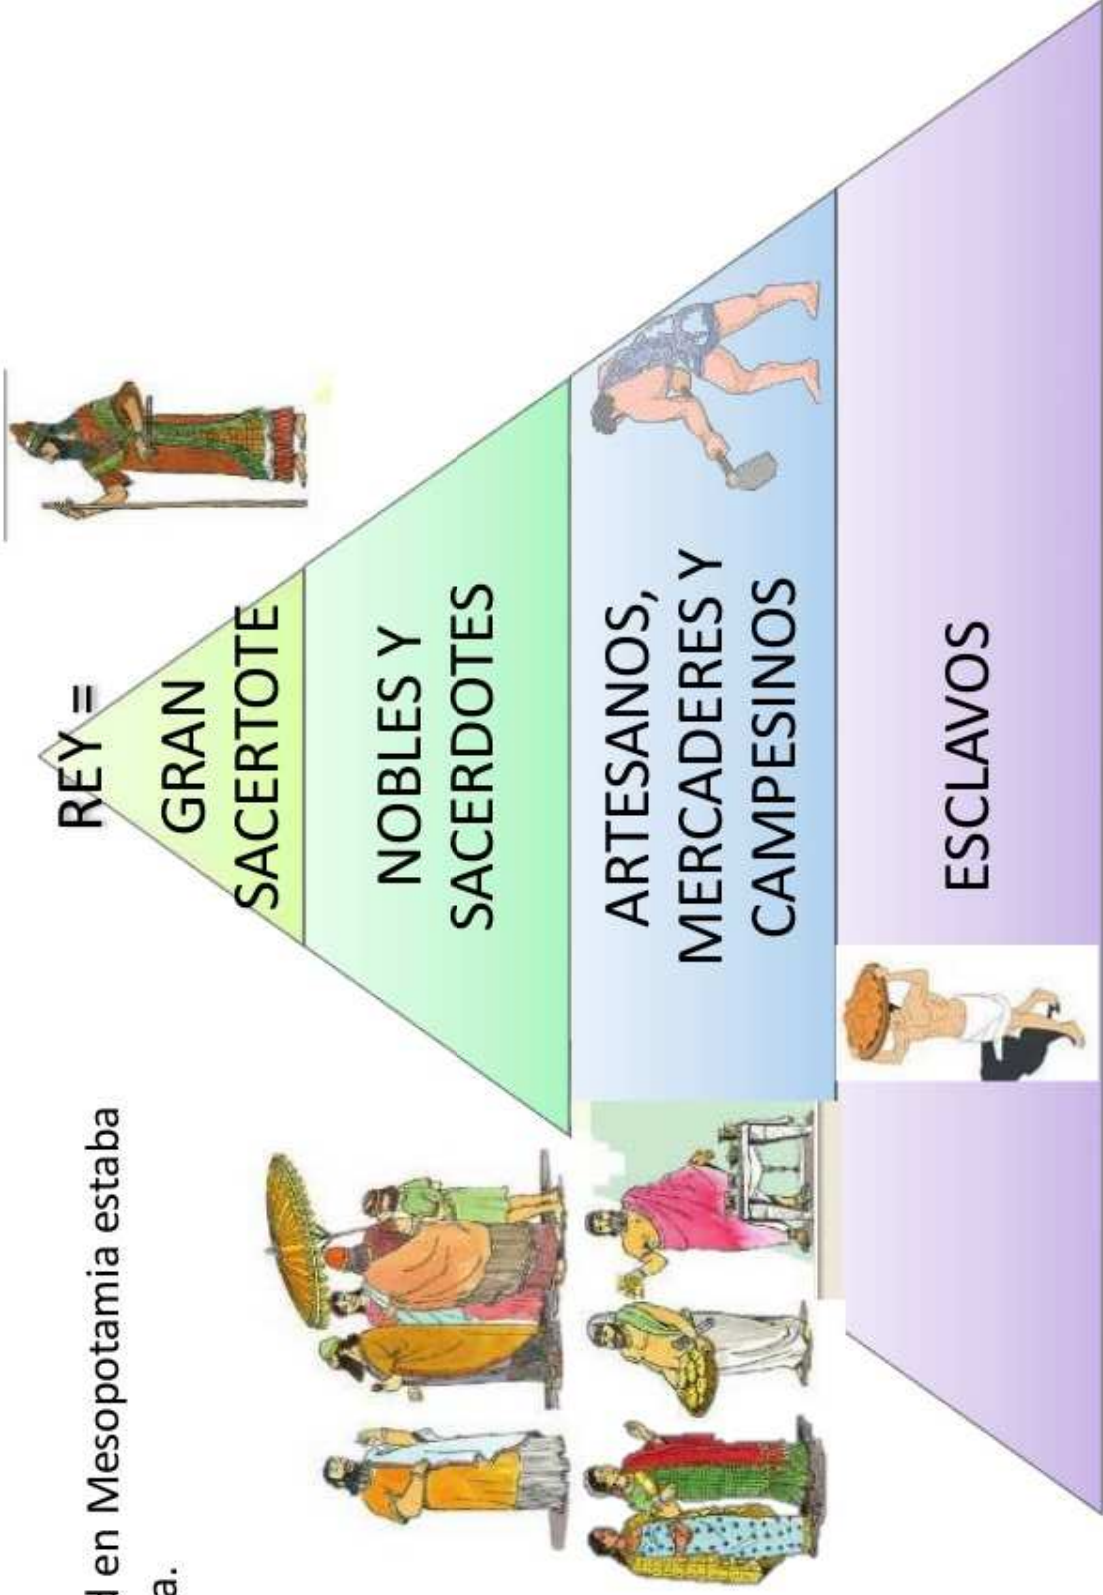 en Mesopotamia estaba
REY =
GRAN
SACERTOTE
NOBLES Y
SACERDOTES
ARTESANOS,
MERCADERES Y
CAMPESINOS
ESCLAVOS